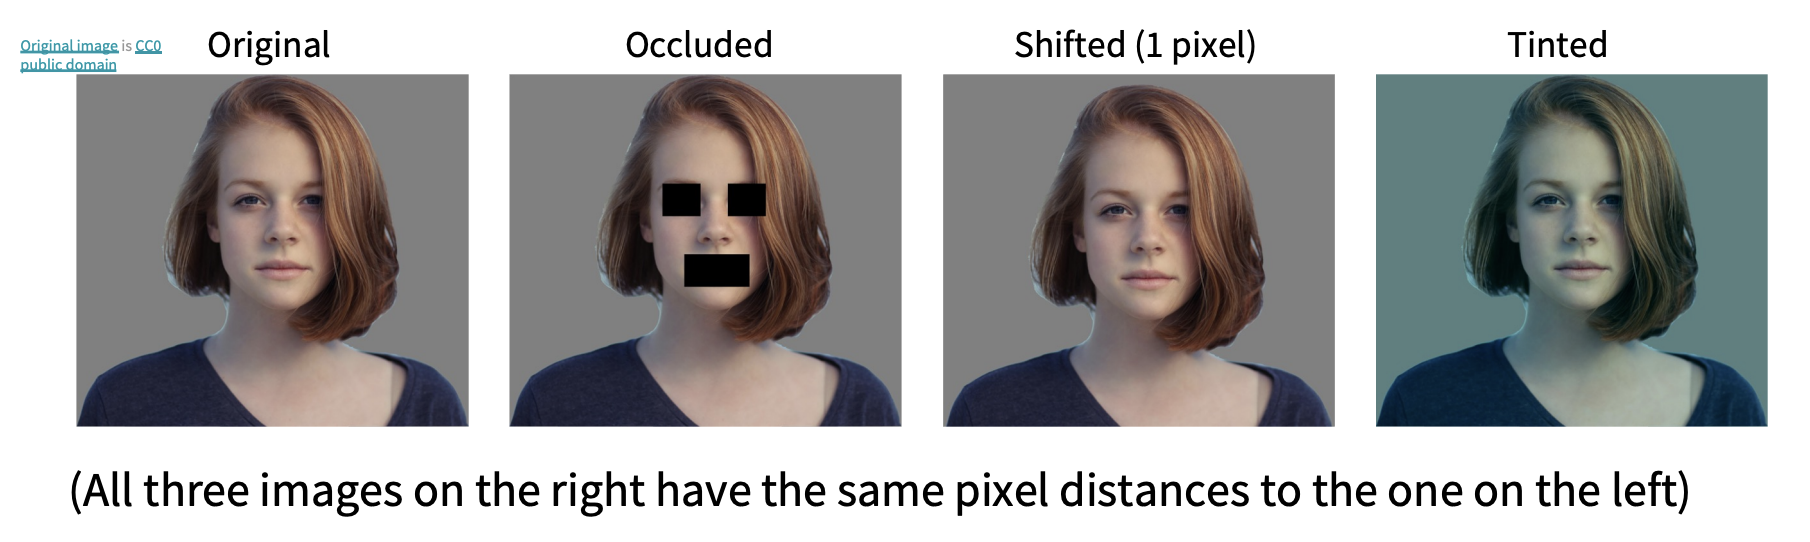 Original image is CC0
public domain
Original
Occluded
Shifted (1 pixel)
Tinted
(All three images on the right have the same pixel distances to the one on the left)